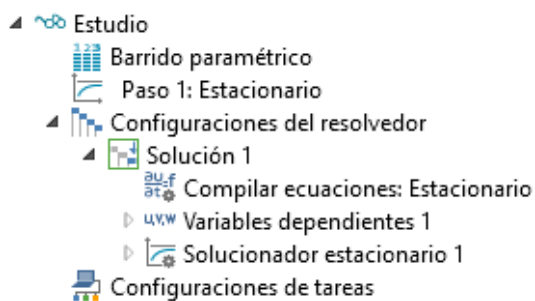 Estudio
Barrido paramétrico
Paso 1: Estacionario
Configuraciones del resolvedor
Solución 1
Compilar ecuaciones: Estacionario
Variables dependientes 1
Solucionador estacionario 1
Configuraciones de tareas